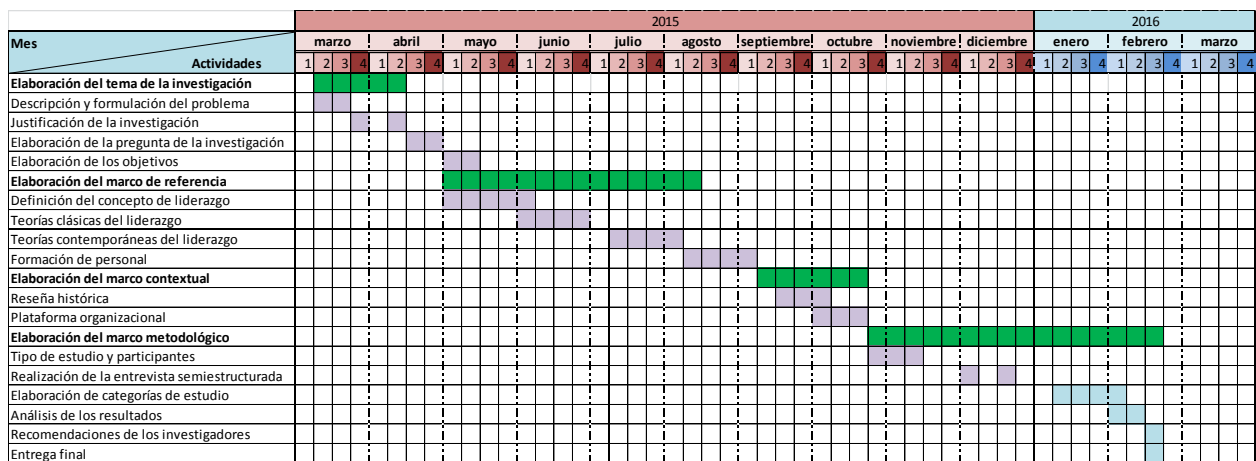 2015 2016
Mes marzo abril mayo junio julio agosto septiembre octubre noviembre diciembre enero febrero marzo
Actividades 1 2 3 4 1 2 3 4 1 2 3 4 1 2 3 4 1 2 3 4 1 2 3 4 1 2 3 4 1 2 3 4 1 2 3 4 1 2 3 4 1 2 3 4 1 2 3 4 1 2 3 4
Elaboración del tema de la investigación
Descripción y formulación del problema
Justificación de la investigación
Elaboración de la pregunta de la investigación
Elaboración de los objetivos
Elaboración del marco de referencia
Definición del concepto de liderazgo
Teorías clásicas del liderazgo
Teorías contemporáneas del liderazgo
Formación de personal
Elaboración del marco contextual
Reseña histórica
Plataforma organizacional
Elaboración del marco metodológico
Tipo de estudio y participantes
Realización de la entrevista semiestructurada
Elaboración de categorías de estudio
Análisis de los resultados
Recomendaciones de los investigadores
Entrega final